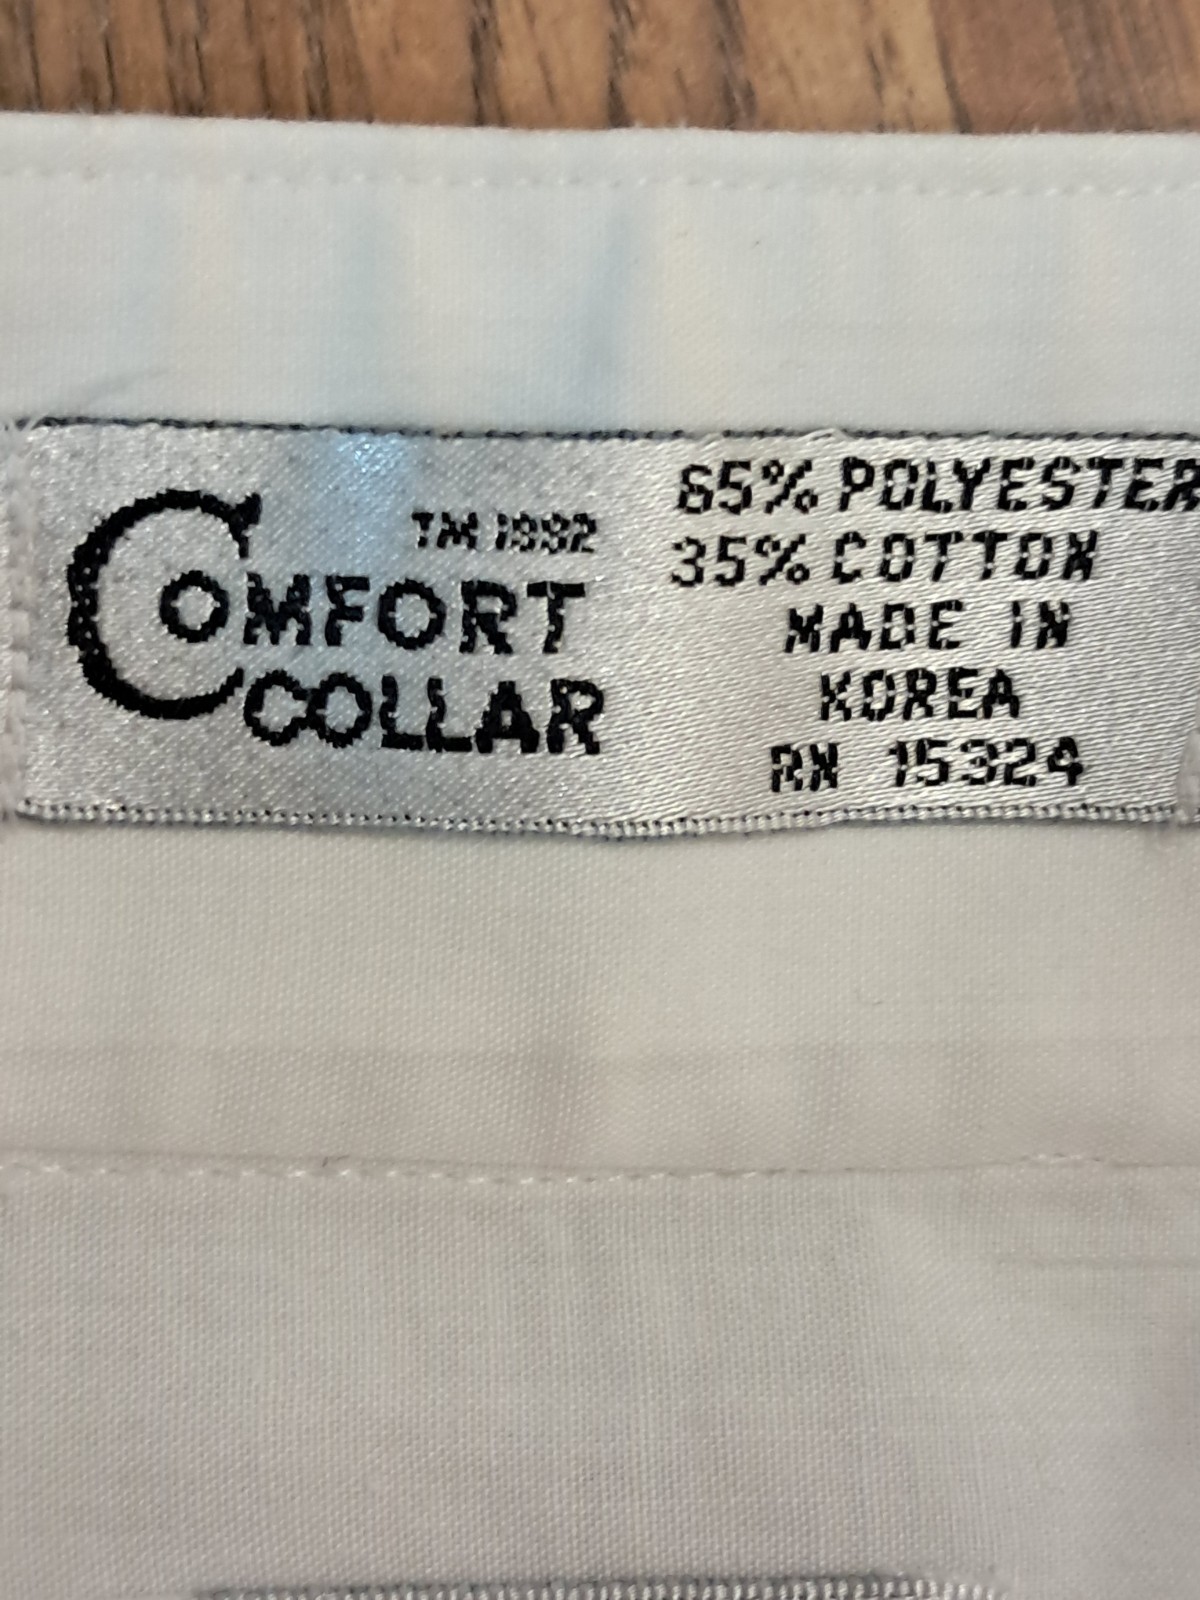 TM 1992
COMFORT
COLLAR
65% POLYESTER
35% COTTON
MADE IN
KOREA
RN 15324